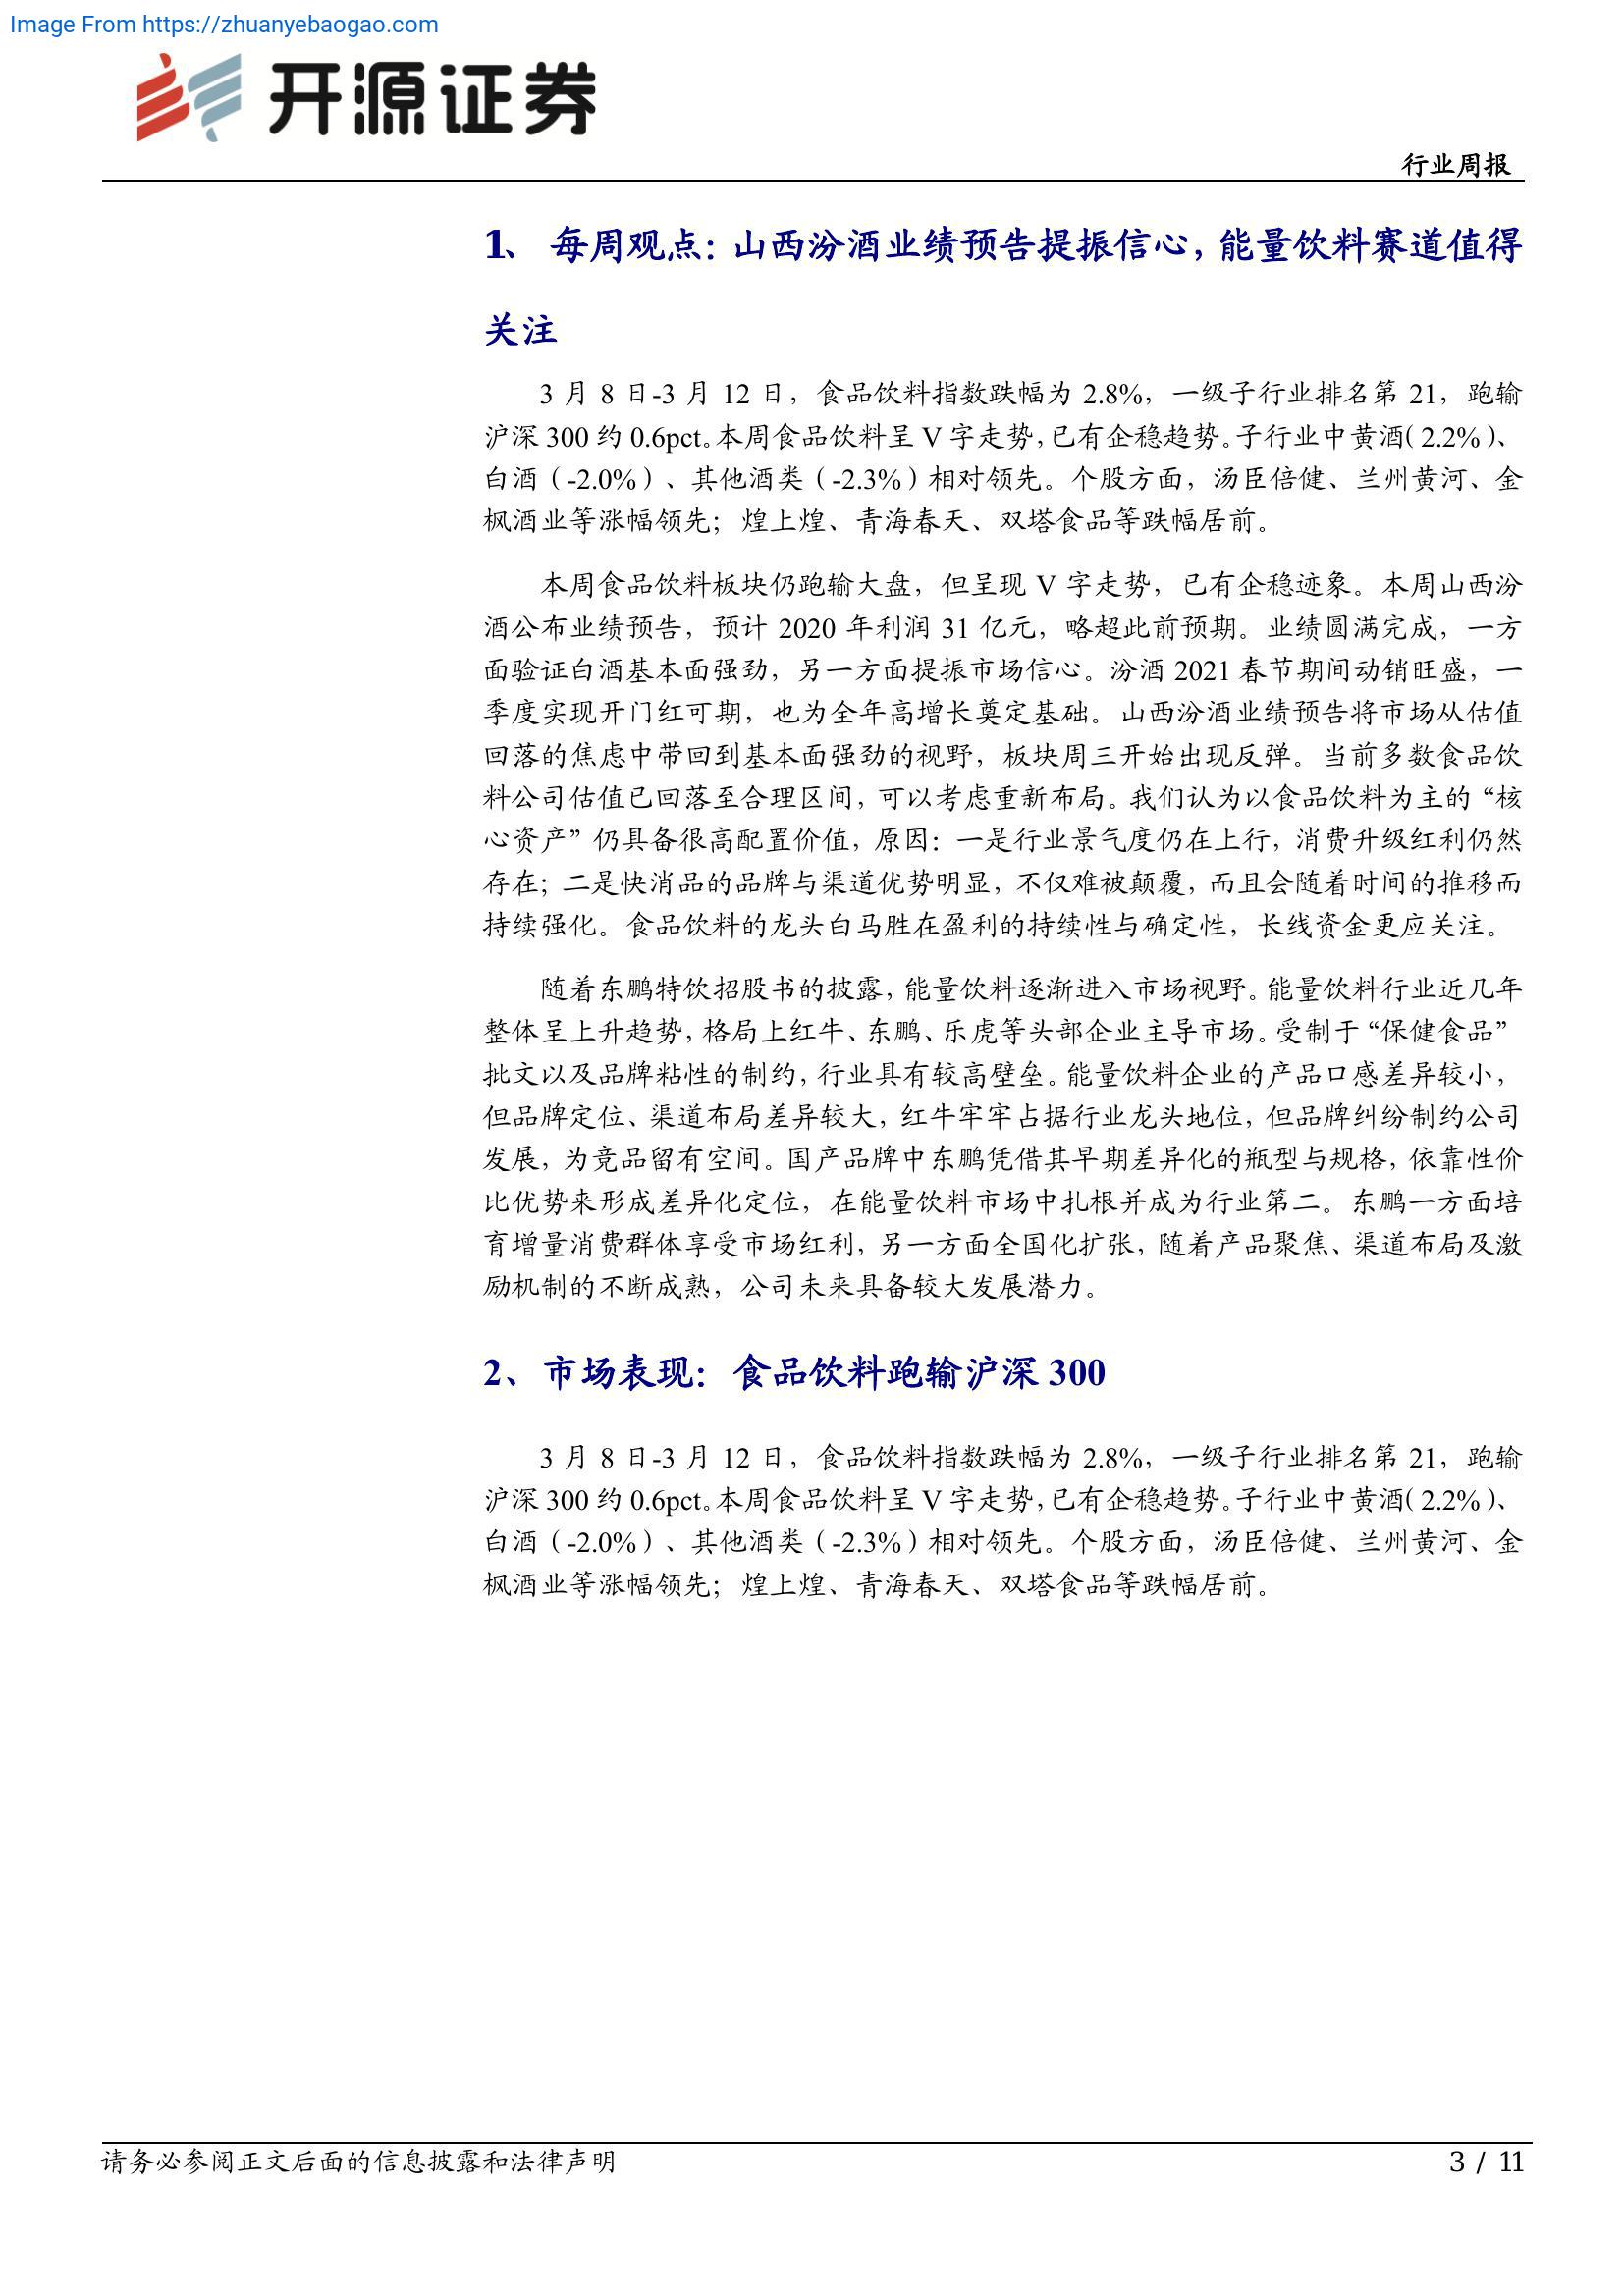 Image From https://zhuanyebaogao.com
开源证券
行业周报
1、 每周观点：山西汾酒业绩预告提振信心，能量饮料赛道值得
关注
3 月 8 日-3 月 12 日，食品饮料指数跌幅为 2.8%，一级子行业排名第 21，跑输
沪深 300 约 0.6pct。本周食品饮料呈 V 字走势，已有企稳趋势。子行业中黄酒（2.2%）、
白酒（-2.0%）、其他酒类（-2.3%）相对领先。个股方面，汤臣倍健、兰州黄河、金
枫酒业等涨幅领先；煌上煌、青海春天、双塔食品等跌幅居前。
本周食品饮料板块仍跑输大盘，但呈现 V 字走势，已有企稳迹象。本周山西汾
酒公布业绩预告，预计 2020 年利润 31 亿元，略超此前预期。业绩圆满完成，一方
面验证白酒基本面强劲，另一方面提振市场信心。汾酒 2021 春节期间动销旺盛，一
季度实现开门红可期，也为全年高增长奠定基础。山西汾酒业绩预告将市场从估值
回落的焦虑中带回到基本面强劲的视野，板块周三开始出现反弹。当前多数食品饮
料公司估值已回落至合理区间，可以考虑重新布局。我们认为以食品饮料为主的“核
心资产”仍具备很高配置价值，原因：一是行业景气度仍在上行，消费升级红利仍然
存在；二是快消品的品牌与渠道优势明显，不仅难被颠覆，而且会随着时间的推移而
持续强化。食品饮料的龙头白马胜在盈利的持续性与确定性，长线资金更应关注。
随着东鹏特饮招股书的披露，能量饮料逐渐进入市场视野。能量饮料行业近几年
整体呈上升趋势，格局上红牛、东鹏、乐虎等头部企业主导市场。受制于“保健食品”
批文以及品牌粘性的制约，行业具有较高壁垒。能量饮料企业的产品口感差异较小，
但品牌定位、渠道布局差异较大，红牛牢牢占据行业龙头地位，但品牌纠纷制约公司
发展，为竞品留有空间。国产品牌中东鹏凭借其早期差异化的瓶型与规格，依靠性价
比优势来形成差异化定位，在能量饮料市场中扎根并成为行业第二。东鹏一方面培
育增量消费群体享受市场红利，另一方面全国化扩张，随着产品聚焦、渠道布局及激
励机制的不断成熟，公司未来具备较大发展潜力。
2、市场表现：食品饮料跑输沪深 300
3 月 8 日-3 月 12 日，食品饮料指数跌幅为 2.8%，一级子行业排名第 21，跑输
沪深 300 约 0.6pct。本周食品饮料呈 V 字走势，已有企稳趋势。子行业中黄酒（2.2%）、
白酒（-2.0%）、其他酒类（-2.3%）相对领先。个股方面，汤臣倍健、兰州黄河、金
枫酒业等涨幅领先；煌上煌、青海春天、双塔食品等跌幅居前。
请务必参阅正文后面的信息披露和法律声明
3 / 11